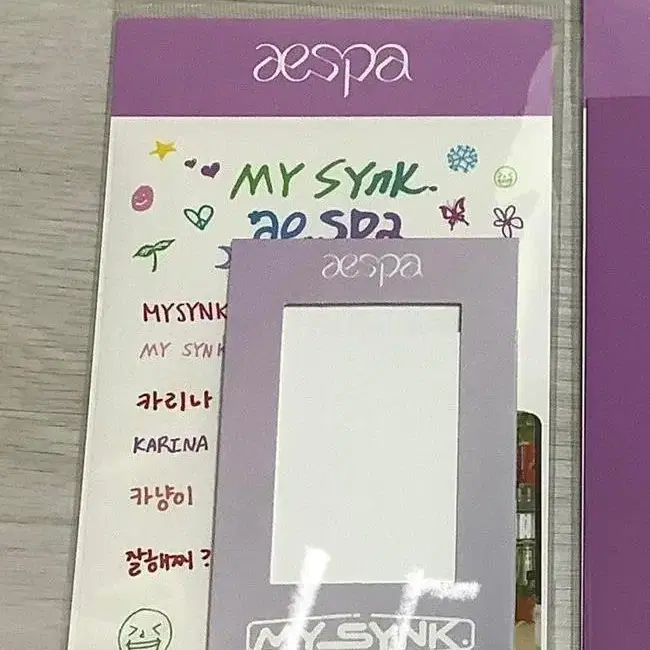 aespa
MY SYNK.
aespa
aespa
MYSYNK
MY SYNK
카리나
KARINA
카냥이
잘해찌?
MY SYNK.